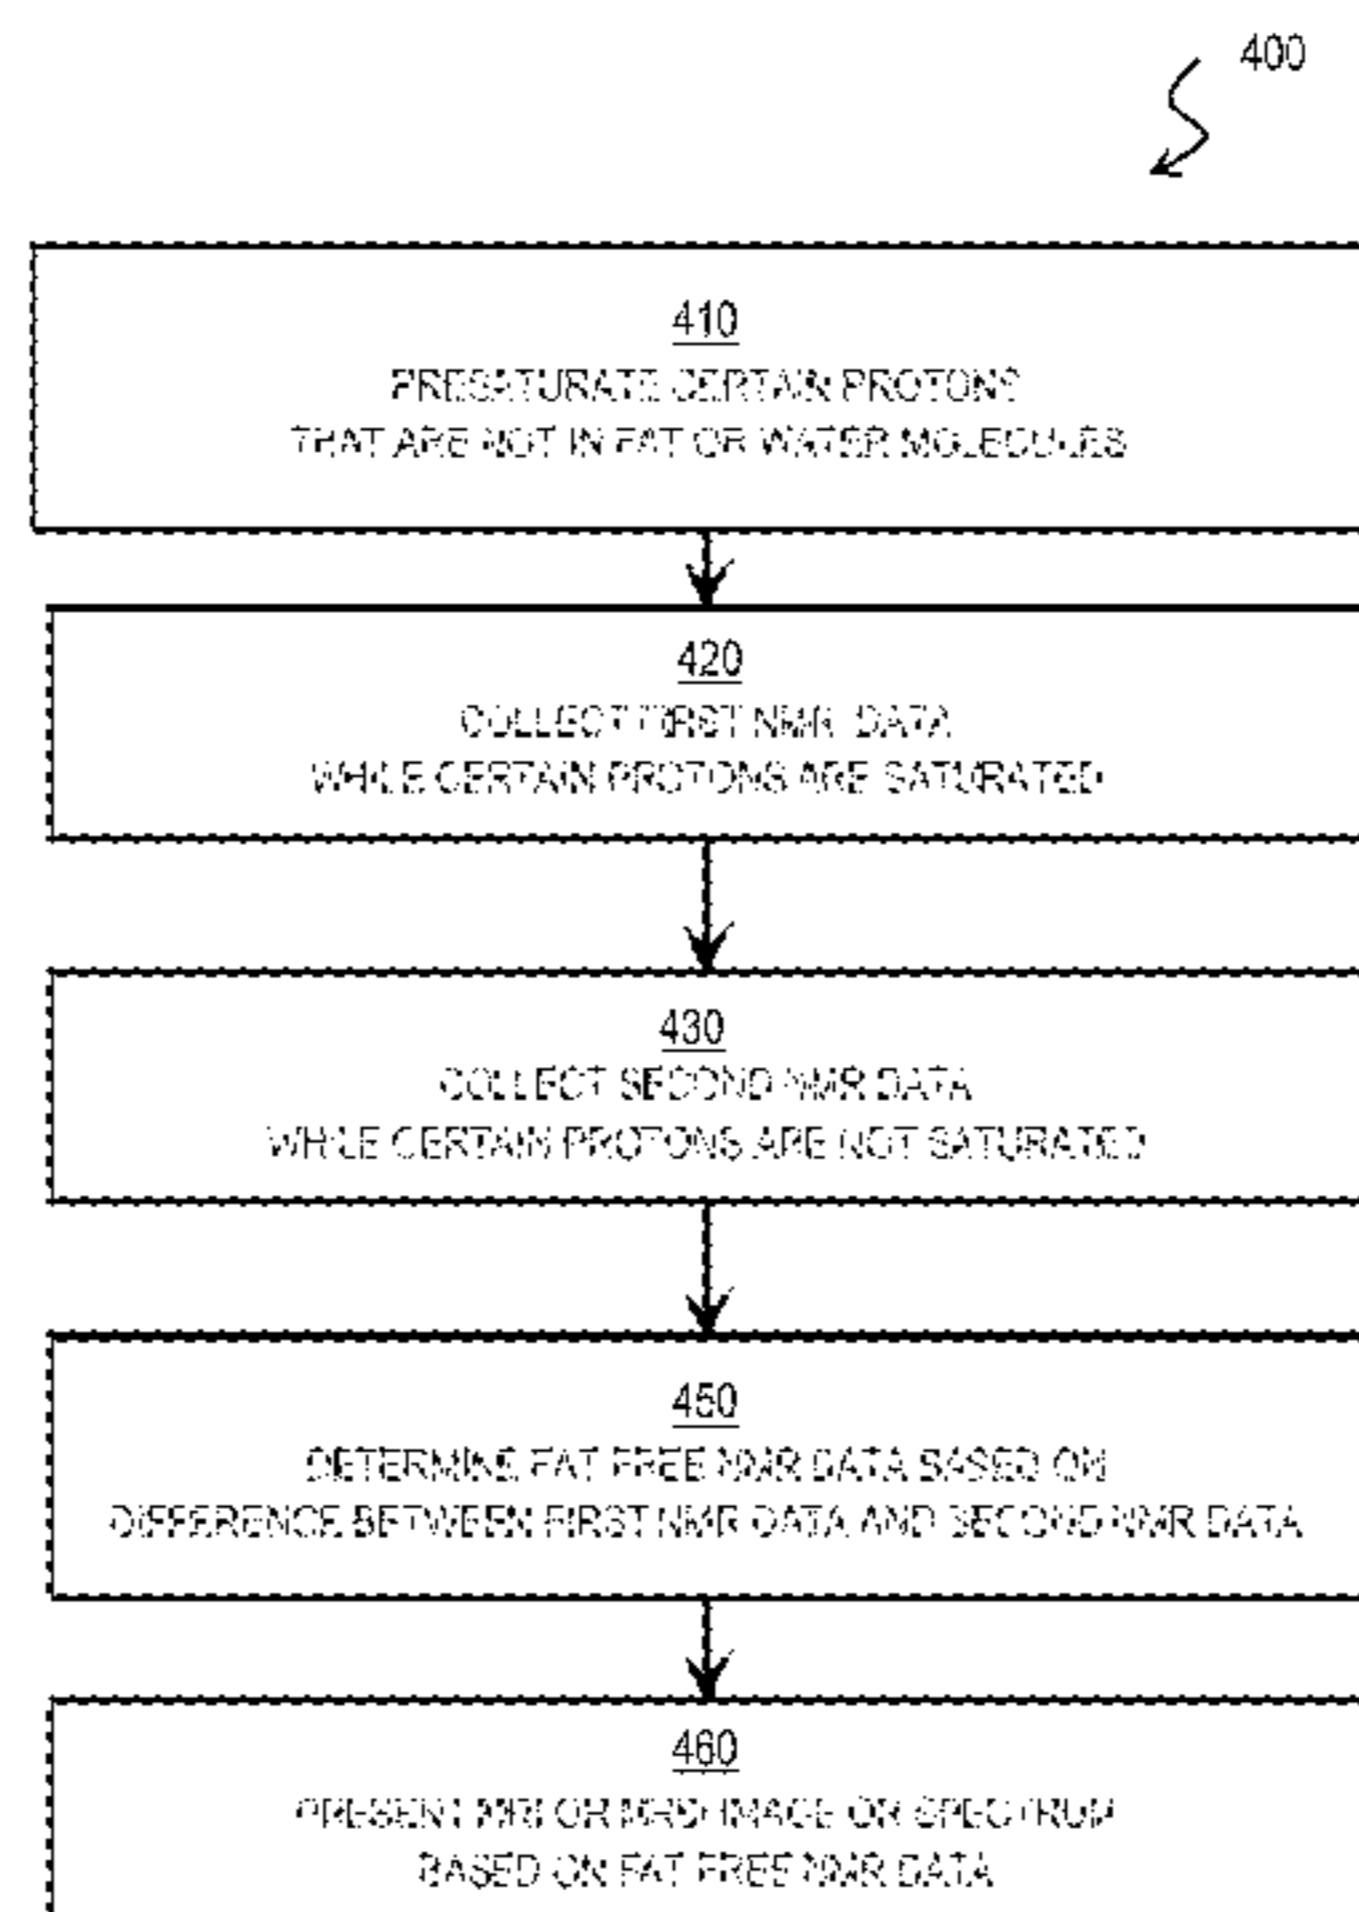 400
410
PRESATURATE CERTAIN PROTONS
THAT ARE NOT IN FAT OR WATER MOLECULES
420
COLLECT FIRST NMR DATA
WHILE CERTAIN PROTONS ARE SATURATED
430
COLLECT SECOND NMR DATA
WHILE CERTAIN PROTONS ARE NOT SATURATED
450
DETERMINE FAT FREE NMR DATA BASED ON
DIFFERENCE BETWEEN FIRST NMR DATA AND SECOND NMR DATA
460
PRESENT MRI OR IMAGE OR SPECTRUM
BASED ON FAT FREE NMR DATA